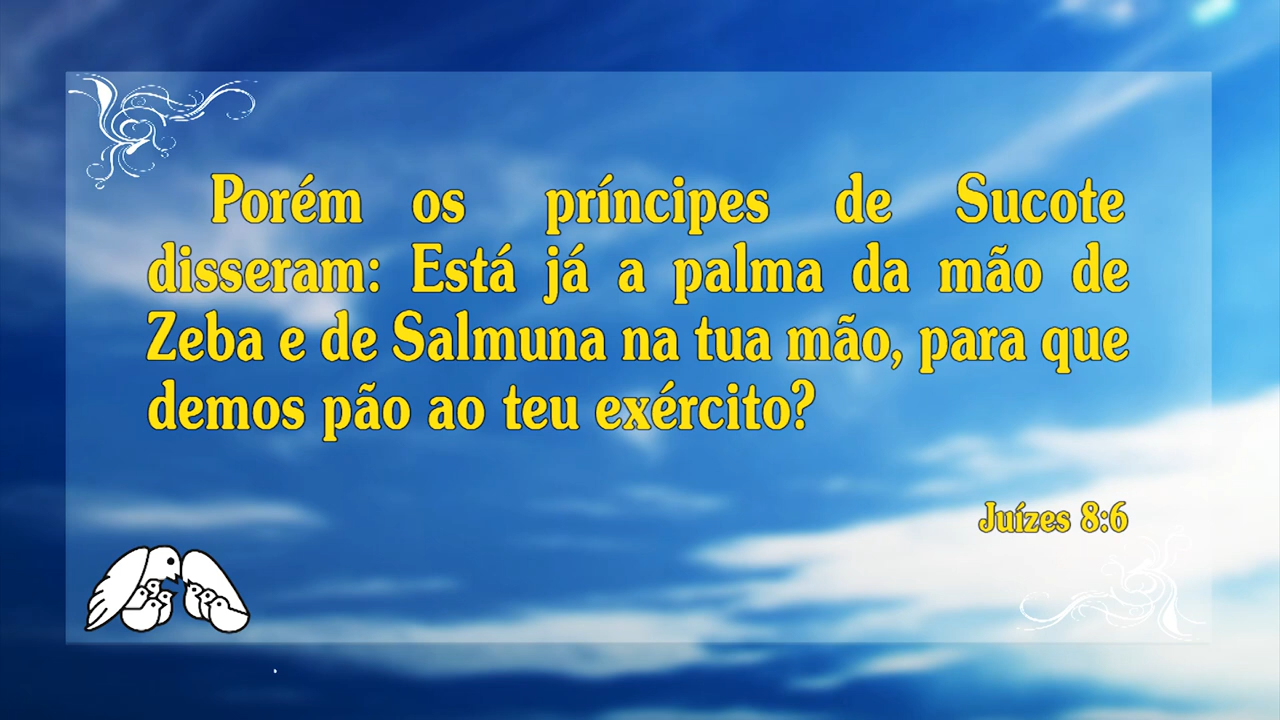 Porém os príncipes de Sucote
disseram: Está já a palma da mão de
Zeba e de Salmuna na tua mão, para que
demos pão ao teu exército?
Juízes 8:6